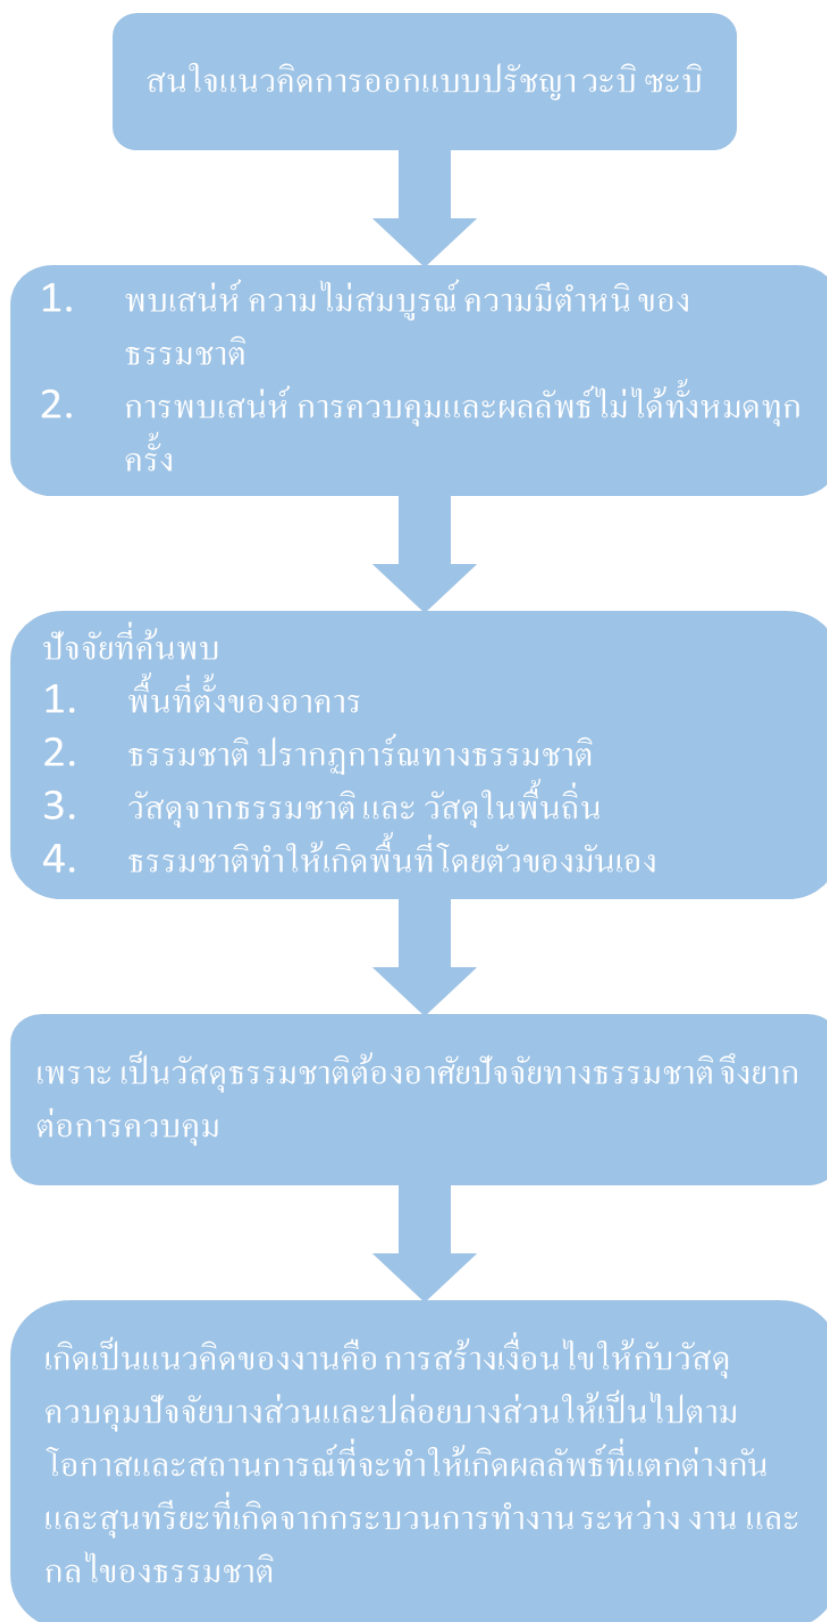 สนใจแนวคิดการออกแบบปรัชญา วะบิ ซะบิ
1. พบเสน่ห์ ความไม่สมบูรณ์ ความมีตำหนิ ของ
ธรรมชาติ
2. การพบเสน่ห์ การควบคุมและผลลัพธ์ไม่ได้ทั้งหมดทุก
ครั้ง
ปัจจัยที่ค้นพบ
1. พื้นที่ตั้งของอาคาร
2. ธรรมชาติ ปรากฏการ์ณทางธรรมชาติ
3. วัสดุจากธรรมชาติ และ วัสดุในพื้นถิ่น
4. ธรรมชาติทำให้เกิดพื้นที่โดยตัวของมันเอง
เพราะ เป็นวัสดุธรรมชาติต้องอาศัยปัจจัยทางธรรมชาติ จึงยาก
ต่อการควบคุม
เกิดเป็นแนวคิดของงานคือ การสร้างเงื่อนไขให้กับวัสดุ
ควบคุมปัจจัยบางส่วนและปล่อยบางส่วนให้เป็นไปตาม
โอกาสและสถานการณ์ที่จะทำให้เกิดผลลัพธ์ที่แตกต่างกัน
และสุนทรียะที่เกิดจากกระบวนการทำงาน ระหว่าง งาน และ
กลไของธรรมชาติ